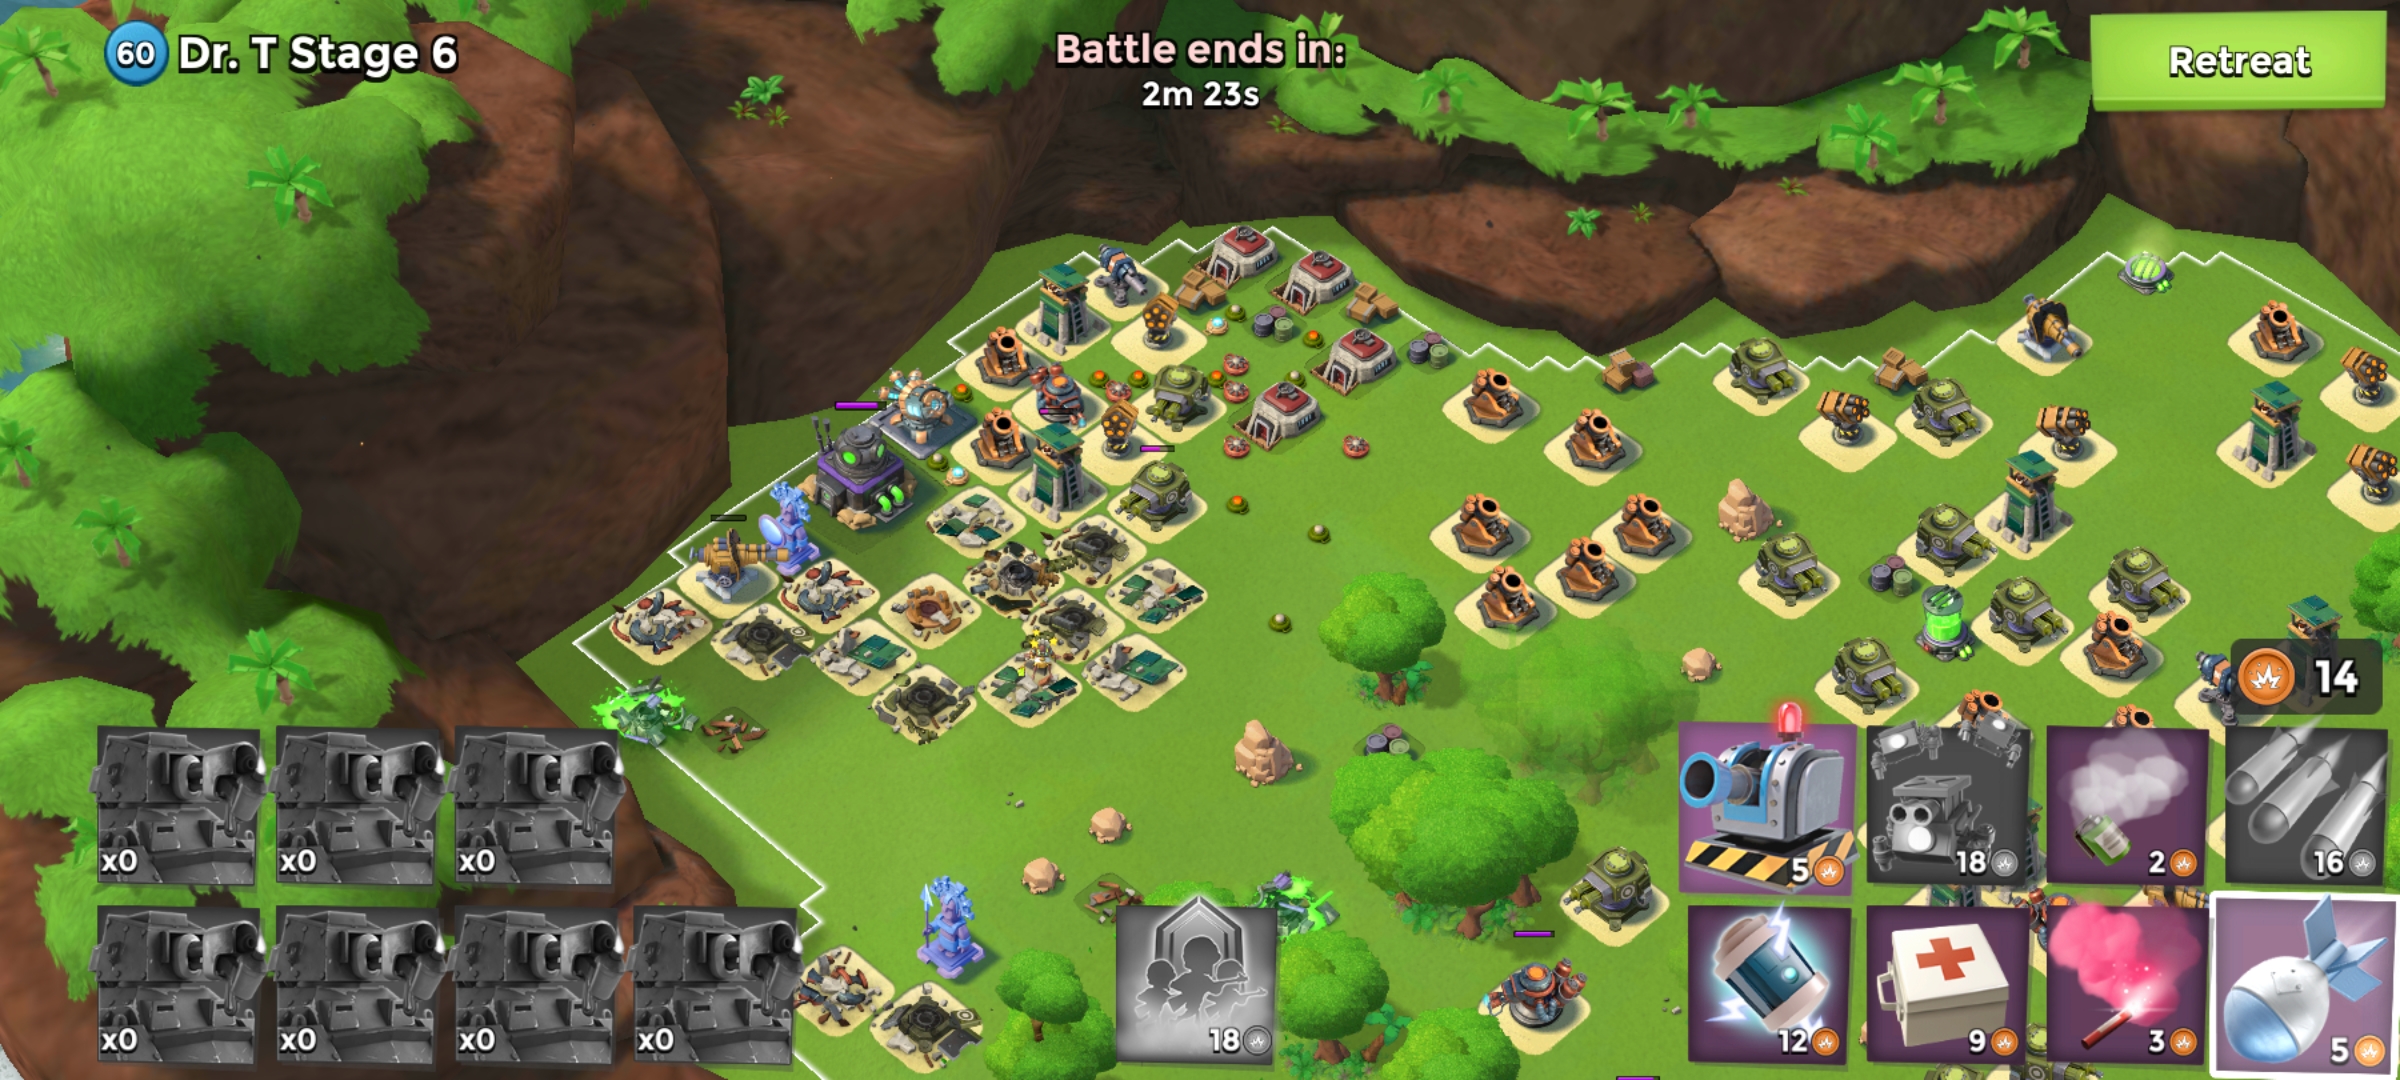 60 Dr. T Stage 6
Battle ends in:
2m 23s
Retreat
14
x0
x0
x0
5
18
2
16
x0
x0
x0
x0
18
12
9
3
5